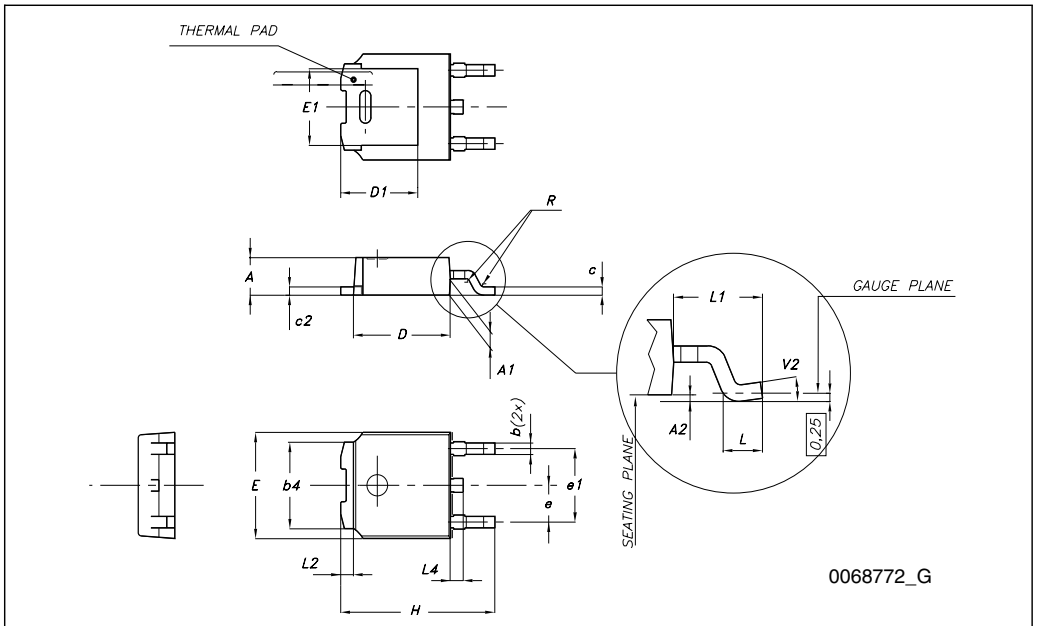 THERMAL PAD
E1
D1
R
A
c
c2
D
A1
L1
GAUGE PLANE
V2
A2
L
0,25
SEATING PLANE
b(2x)
E
b4
e
e1
L2
L4
H
0068772_G